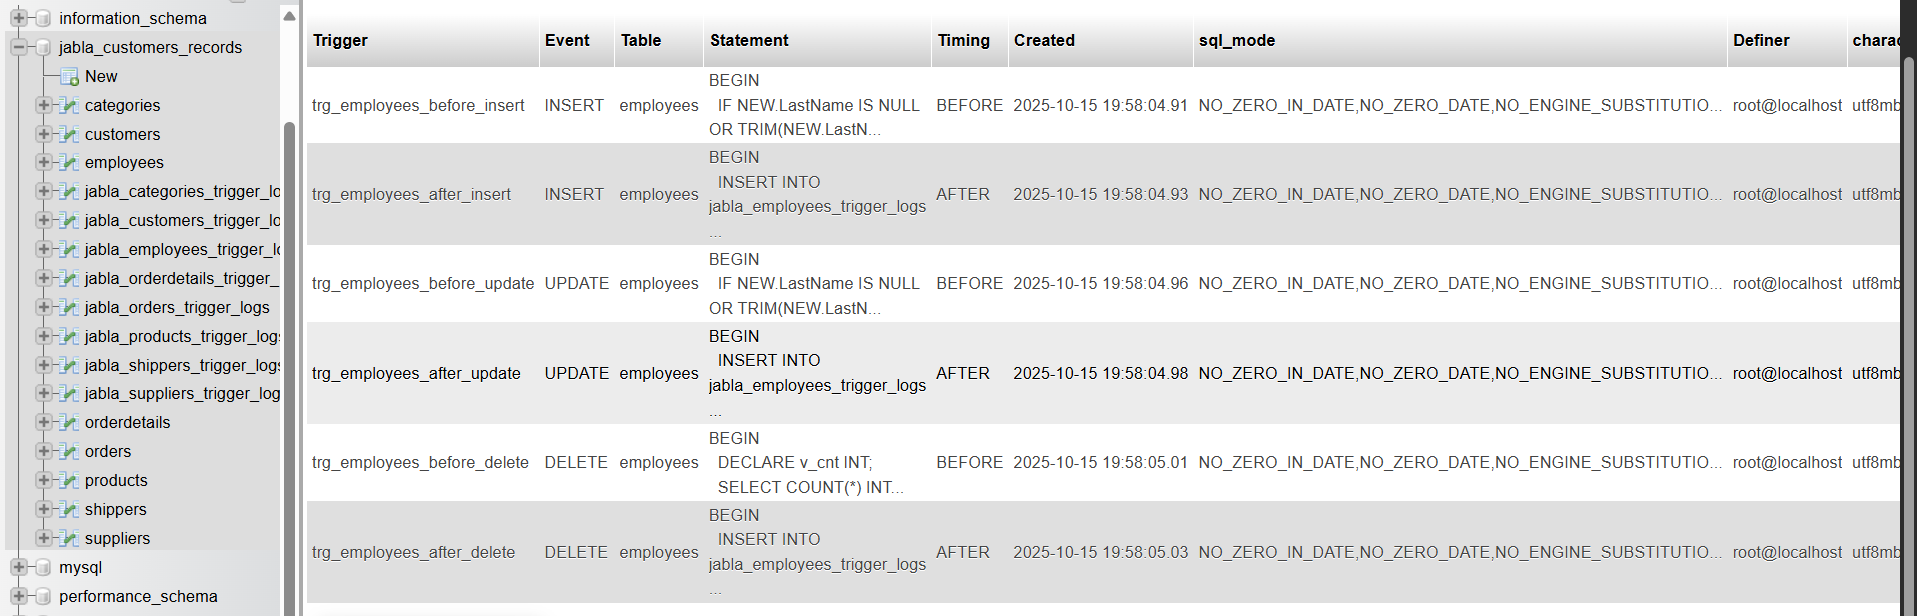 information_schema
jabla_customers_records
New
categories
customers
employees
jabla_categories_trigger_lo
jabla_customers_trigger_lo
jabla_employees_trigger_lo
jabla_orderdetails_trigger_
jabla_orders_trigger_logs
jabla_products_trigger_logs
jabla_shippers_trigger_logs
jabla_suppliers_trigger_log
orderdetails
orders
products
shippers
suppliers
mysql
performance_schema
Trigger Event Table Statement Timing Created sql_mode Definer charac
BEGIN
IF NEW.LastName IS NULL
trg_employees_before_insert INSERT employees BEFORE 2025-10-15 19:58:04.91 NO_ZERO_IN_DATE,NO_ZERO_DATE,NO_ENGINE_SUBSTITUTIO... root@localhost utf8mb
OR TRIM(NEW.LastN...
BEGIN
INSERT INTO
trg_employees_after_insert INSERT employees AFTER 2025-10-15 19:58:04.93 NO_ZERO_IN_DATE,NO_ZERO_DATE,NO_ENGINE_SUBSTITUTIO... root@localhost utf8mb
jabla_employees_trigger_logs
...
BEGIN
IF NEW.LastName IS NULL
trg_employees_before_update UPDATE employees BEFORE 2025-10-15 19:58:04.96 NO_ZERO_IN_DATE,NO_ZERO_DATE,NO_ENGINE_SUBSTITUTIO... root@localhost utf8mb
OR TRIM(NEW.LastN...
BEGIN
INSERT INTO
trg_employees_after_update UPDATE employees AFTER 2025-10-15 19:58:04.98 NO_ZERO_IN_DATE,NO_ZERO_DATE,NO_ENGINE_SUBSTITUTIO... root@localhost utf8mb
jabla_employees_trigger_logs
...
BEGIN
DECLARE v_cnt INT;
trg_employees_before_delete DELETE employees BEFORE 2025-10-15 19:58:05.01 NO_ZERO_IN_DATE,NO_ZERO_DATE,NO_ENGINE_SUBSTITUTIO... root@localhost utf8mb
SELECT COUNT(*) INT...
BEGIN
INSERT INTO
trg_employees_after_delete DELETE employees AFTER 2025-10-15 19:58:05.03 NO_ZERO_IN_DATE,NO_ZERO_DATE,NO_ENGINE_SUBSTITUTIO... root@localhost utf8mb
jabla_employees_trigger_logs
...